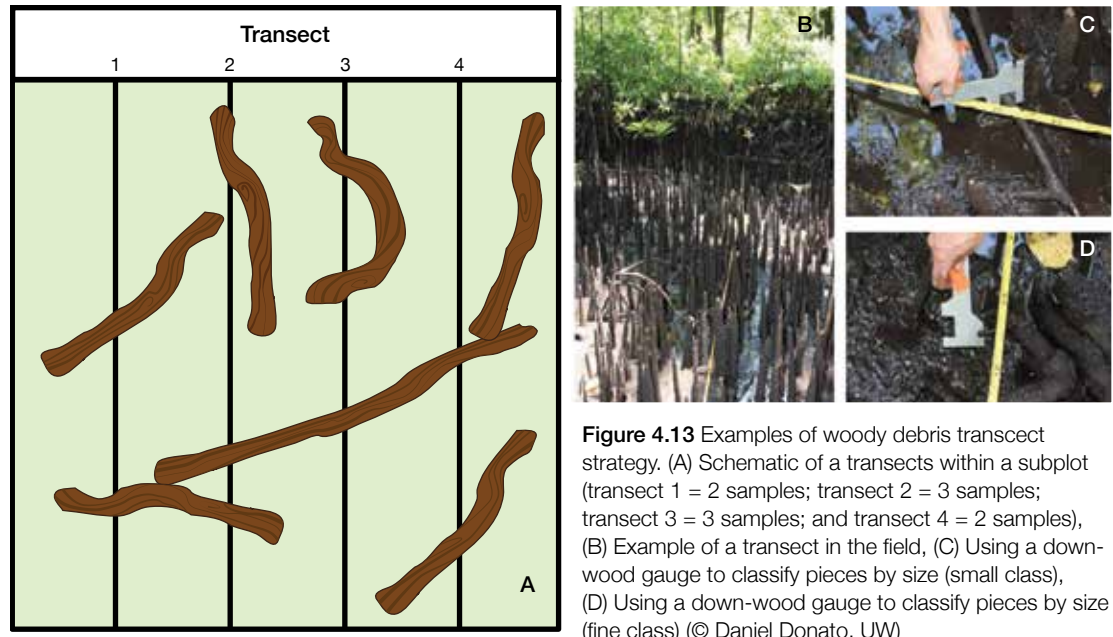 Transect
1 2 3 4
A
B
C
D
Figure 4.13 Examples of woody debris transcect
strategy. (A) Schematic of a transects within a subplot
(transect 1 = 2 samples; transect 2 = 3 samples;
transect 3 = 3 samples; and transect 4 = 2 samples),
(B) Example of a transect in the field, (C) Using a down-
wood gauge to classify pieces by size (small class),
(D) Using a down-wood gauge to classify pieces by size
(fine class) (© Daniel Donato, UW)